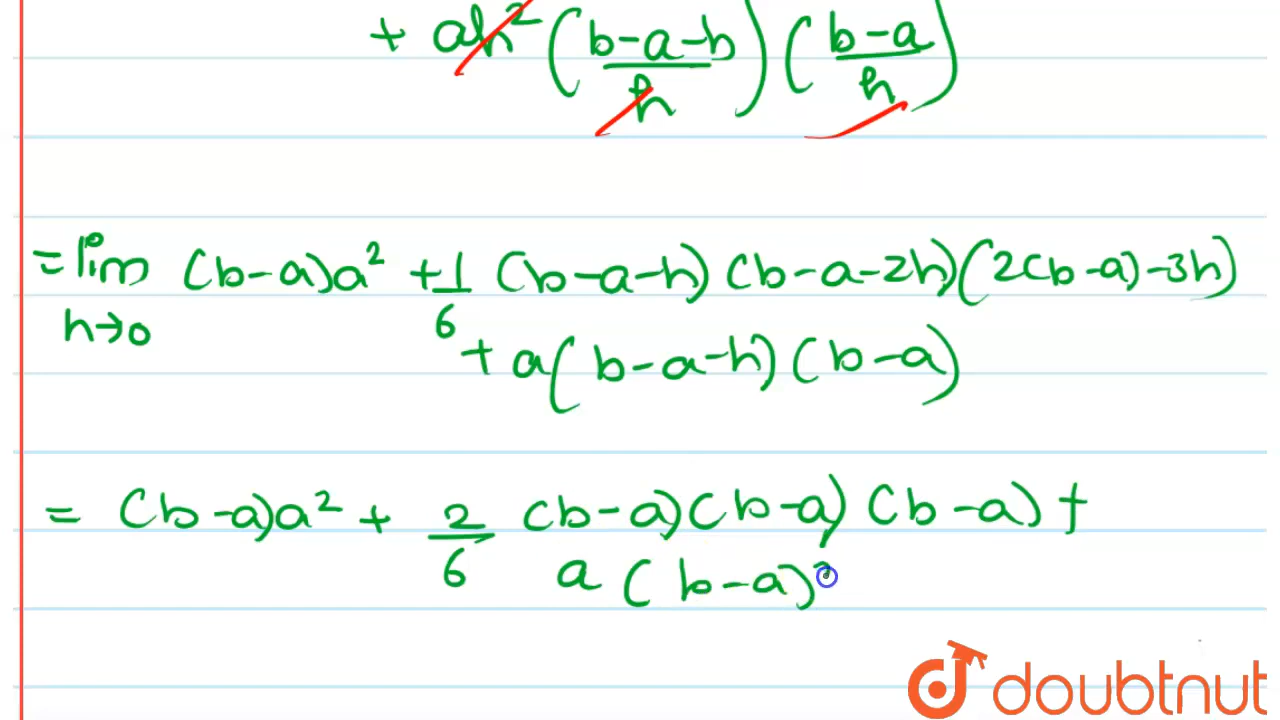 + ah² (b-a-h/h) (b-a/h))
= lim h→0 (b-a)a² + 1/6 (b-a-h) (b-a-2h) (2(b-a)-3h)
+ a(b-a-h) (b-a))
= (b-a)a² + 2/6 (b-a)(b-a) (b-a) +
a (b-a)²
doubtnut